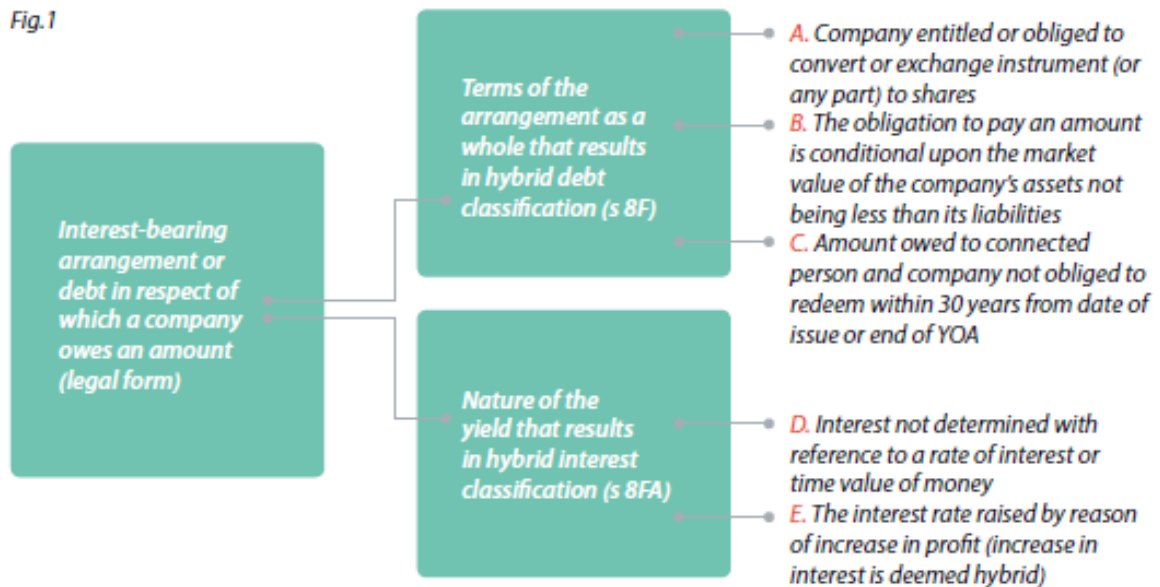 Fig.1
Interest-bearing
arrangement or
debt in respect of
which a company
owes an amount
(legal form)
Terms of the
arrangement as a
whole that results
in hybrid debt
classification (s 8F)
A. Company entitled or obliged to
convert or exchange instrument (or
any part) to shares
B. The obligation to pay an amount
is conditional upon the market
value of the company's assets not
being less than its liabilities
C. Amount owed to connected
person and company not obliged to
redeem within 30 years from date of
issue or end of YOA
Nature of the
yield that results
in hybrid interest
classification (s 8FA)
D. Interest not determined with
reference to a rate of interest or
time value of money
E. The interest rate raised by reason
of increase in profit (increase in
interest is deemed hybrid)